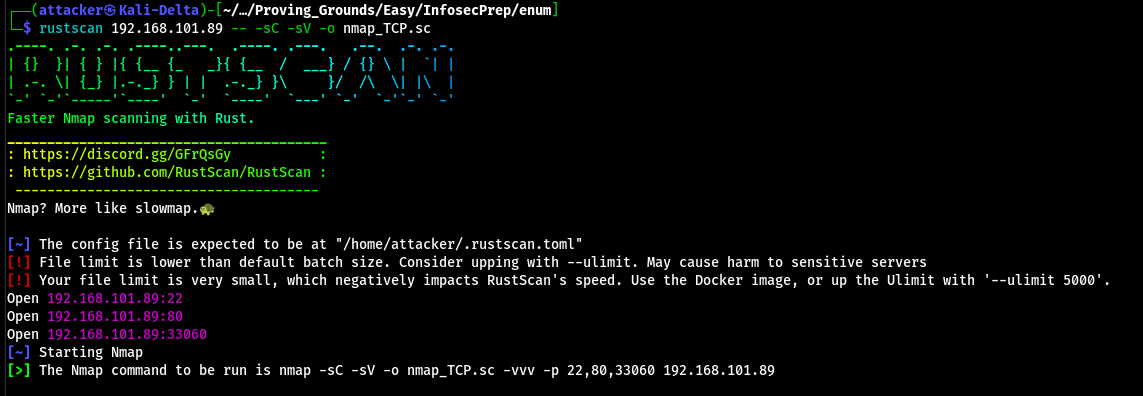 ┌──(attacker㉿Kali-Delta)-[~/…/Proving_Grounds/Easy/InfosecPrep/enum]
└─$ rustscan 192.168.101.89 -- -sC -sV -o nmap_TCP.sc
.----. .-. .-. .----..---.  .----. .---.   .--.  .-. .-.
| {}  }| { } |{ {__ {_   _}{ {__  /  ___} / {} \ |  `| |
| .-. \| {_} |.-._} } | |  .-._} }\     }/  /\  \| |\  |
`-' `-'`-----'`----'  `-'  `----'  `---' `-'  `-'`-' `-'
Faster Nmap scanning with Rust.
________________________________________
: https://discord.gg/GFrQsGy           :
: https://github.com/RustScan/RustScan :
 --------------------------------------
Nmap? More like slowmap.🐢
[~] The config file is expected to be at "/home/attacker/.rustscan.toml"
[!] File limit is lower than default batch size. Consider upping with --ulimit. May cause harm to sensitive servers
[!] Your file limit is very small, which negatively impacts RustScan's speed. Use the Docker image, or up the Ulimit with '--ulimit 5000'.
Open 192.168.101.89:22
Open 192.168.101.89:80
Open 192.168.101.89:33060
[~] Starting Nmap
[>] The Nmap command to be run is nmap -sC -sV -o nmap_TCP.sc -vvv -p 22,80,33060 192.168.101.89